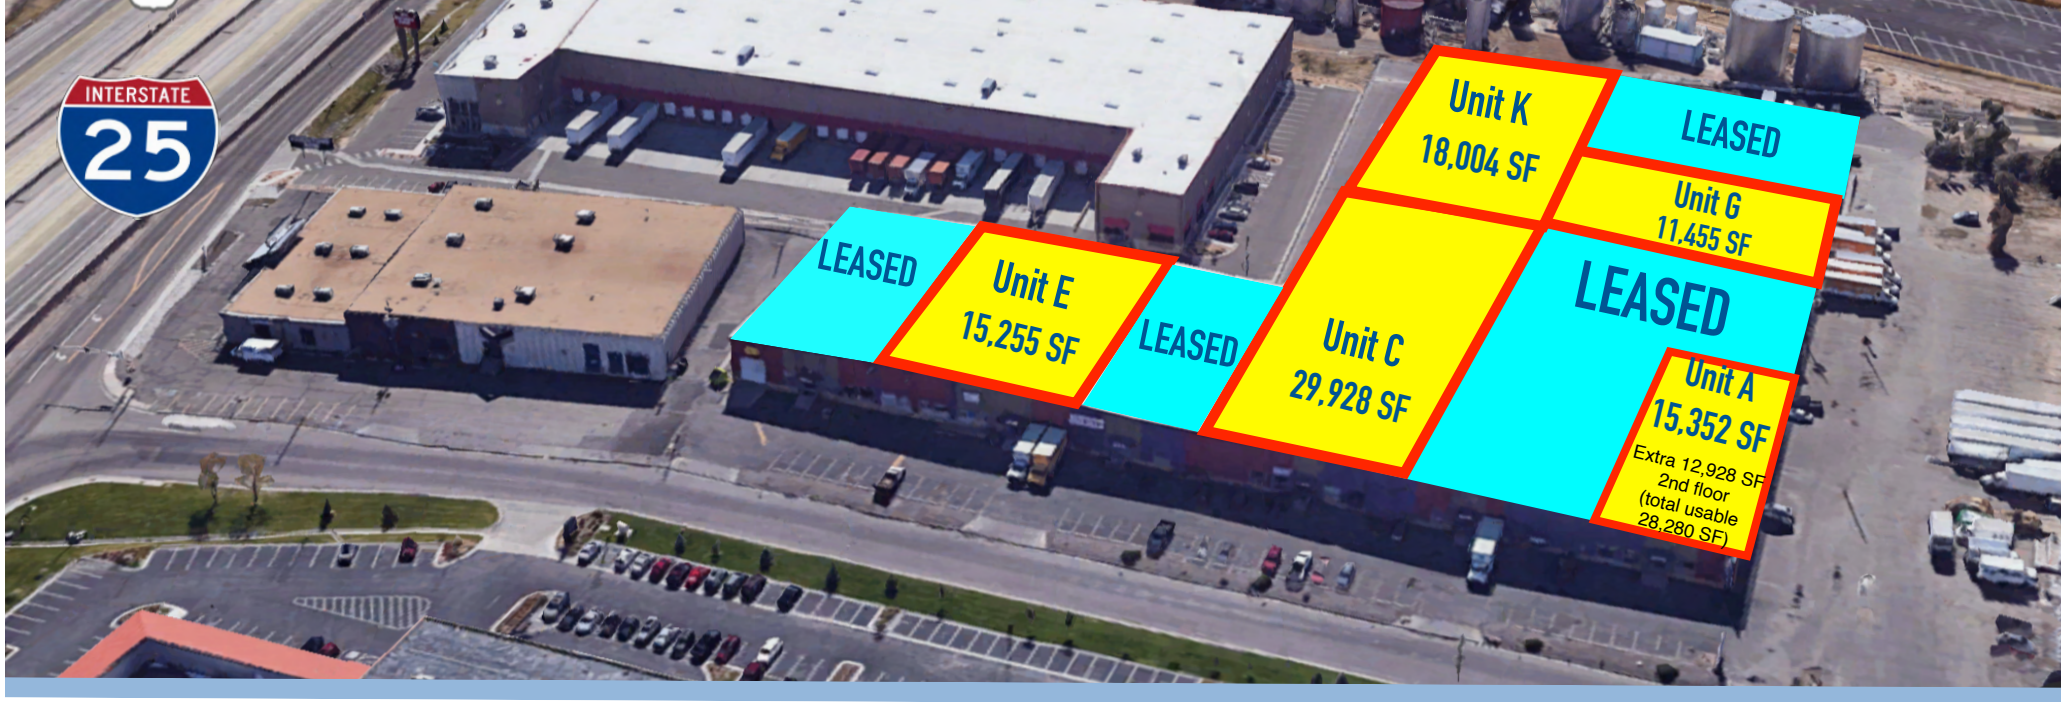 INTERSTATE
25
LEASED
Unit E
15,255 SF
LEASED
Unit C
29,928 SF
Unit K
18,004 SF
LEASED
Unit G
11,455 SF
LEASED
Unit A
15,352 SF
Extra 12,928 SF
2nd floor
(total usable
28,280 SF)